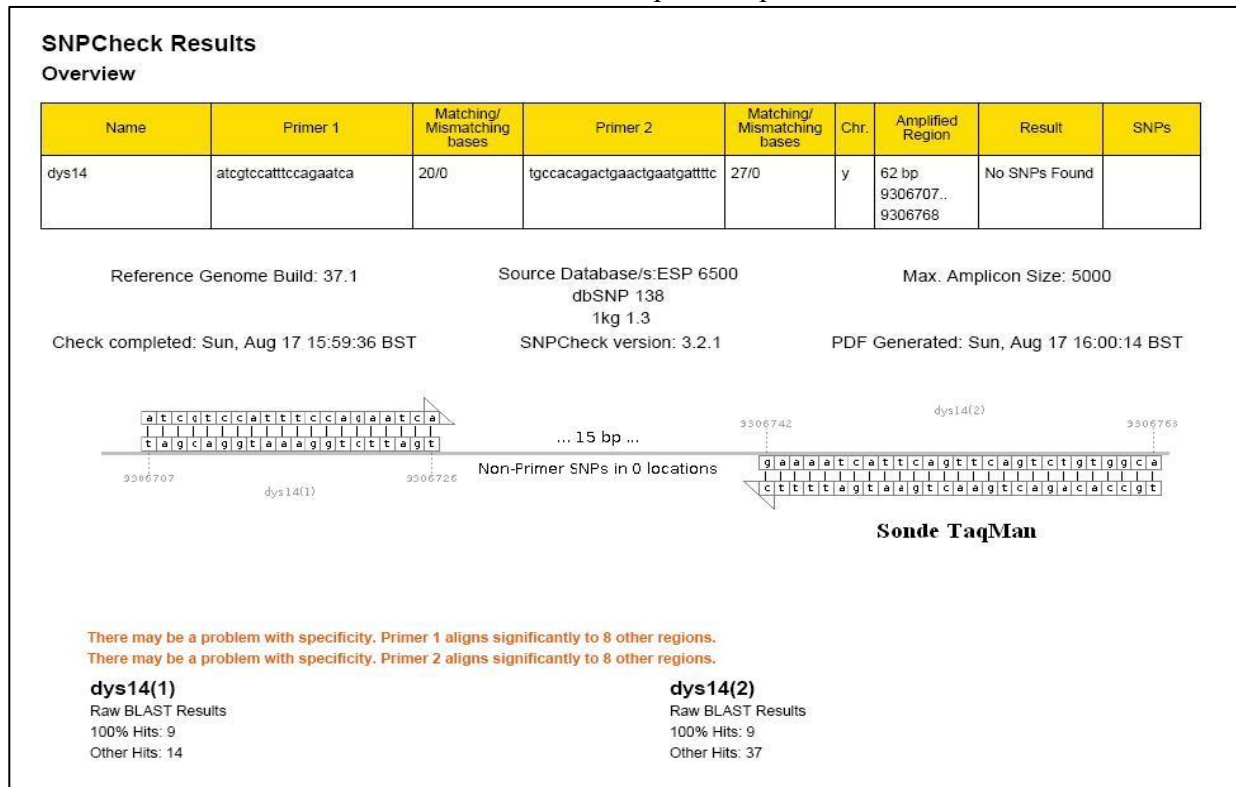 SNPCheck Results
Overview
Name Primer 1 Matching/ Mismatching bases Primer 2 Matching/ Mismatching bases Chr. Amplified Region Result SNPs
dys14 atcgtccatttccagaatca 20/0 tgccacagactgaactgaatgattttc 27/0 y 62 bp No SNPs Found
9306707..
9306768
Reference Genome Build: 37.1 Source Database/s:ESP 6500 Max. Amplicon Size: 5000
dbSNP 138
1kg 1.3
Check completed: Sun, Aug 17 15:59:36 BST SNPCheck version: 3.2.1 PDF Generated: Sun, Aug 17 16:00:14 BST
dys14(2)
a t c g t c c a t t t c c a g a a t c a
9306742 9306768
t a g c a g g t a a a g g t c t t a g t
... 15 bp ...
g a a a a t c a t t c a g t t c a g t c t g t g g c a
Non-Primer SNPs in 0 locations
9306707 9306726
dys14(1)
c t t t t a g t a a g t c a a g t c a g a c a c c g t
Sonde TaqMan
There may be a problem with specificity. Primer 1 aligns significantly to 8 other regions.
There may be a problem with specificity. Primer 2 aligns significantly to 8 other regions.
dys14(1) dys14(2)
Raw BLAST Results Raw BLAST Results
100% Hits: 9 100% Hits: 9
Other Hits: 14 Other Hits: 37